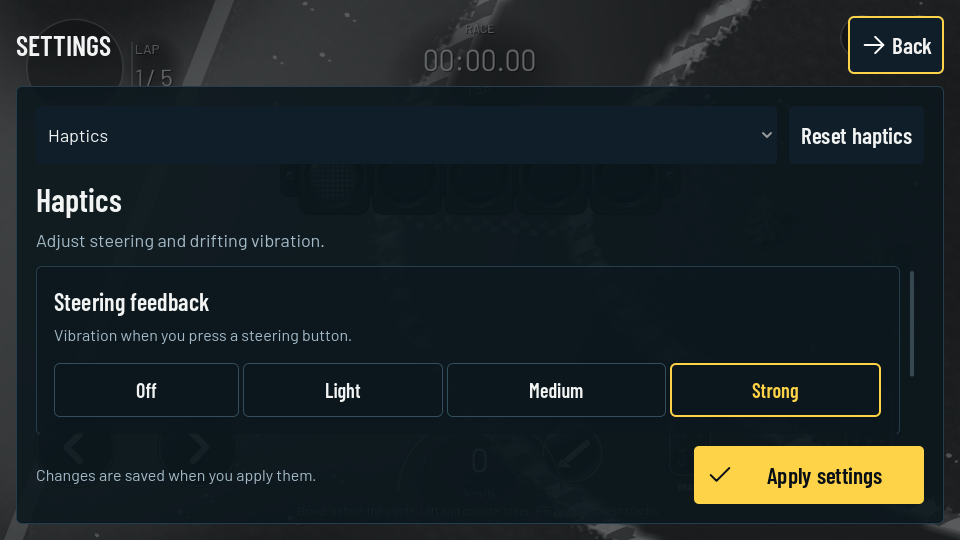 SETTINGS
LAP
1/ 5
RACE
00:00.00
Back
Haptics
Reset haptics
Haptics
Adjust steering and drifting vibration.
Steering feedback
Vibration when you press a steering button.
Off
Light
Medium
Strong
0
Changes are saved when you apply them.
Apply settings